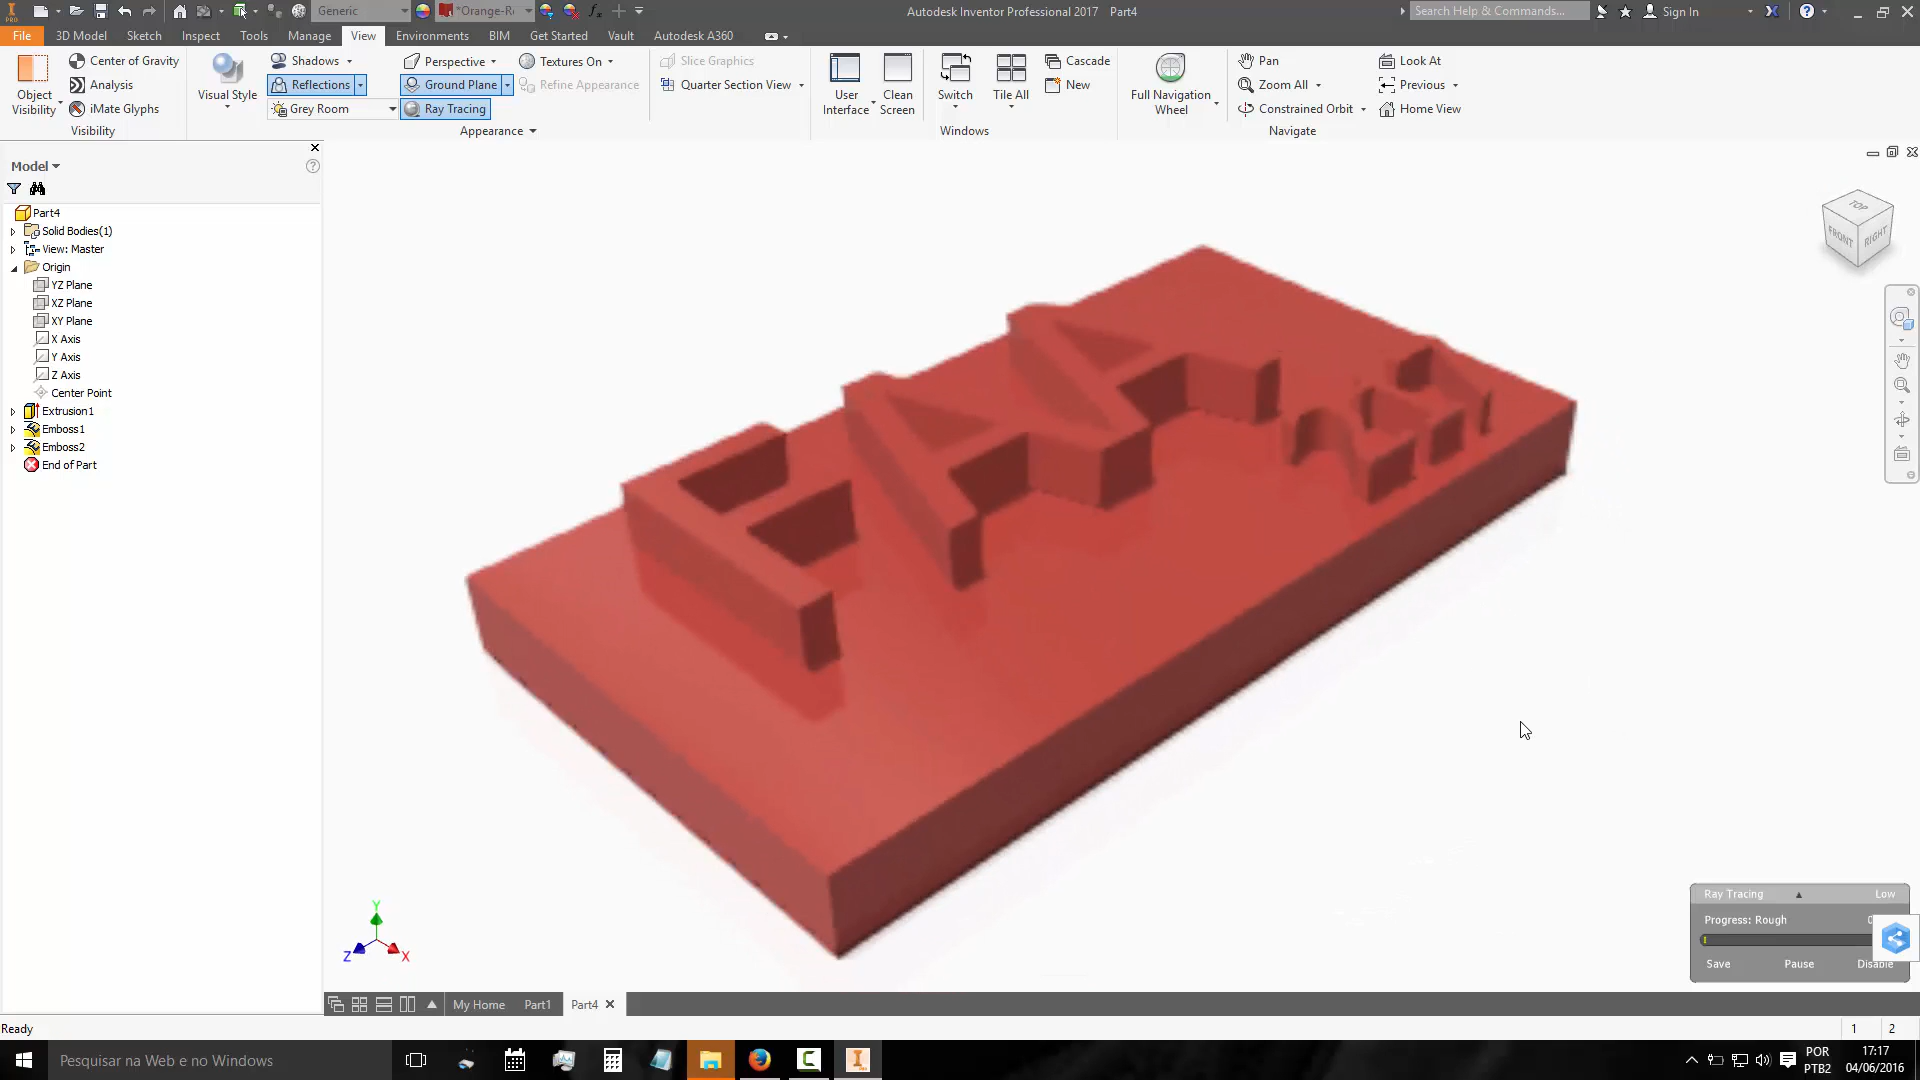 Generic
*Orange-R
Autodesk Inventor Professional 2017 Part4
Search Help & Commands...
Sign In
File 3D Model Sketch Inspect Tools Manage View Environments BIM Get Started Vault Autodesk A360
Object Visibility
Center of Gravity
Analysis
iMate Glyphs
Visibility
Visual Style
Shadows
Reflections
Grey Room
Perspective
Ground Plane
Ray Tracing
Textures On
Refine Appearance
Appearance
Slice Graphics
Quarter Section View
User Interface
Clean Screen
Switch
Tile All
Cascade
New
Windows
Full Navigation Wheel
Pan
Zoom All
Constrained Orbit
Look At
Previous
Home View
Navigate
Model
Part4
Solid Bodies(1)
View: Master
Origin
YZ Plane
XZ Plane
XY Plane
X Axis
Y Axis
Z Axis
Center Point
Extrusion1
Emboss1
Emboss2
End of Part
TOP
FRONT
RIGHT
Y
Z
X
Ray Tracing Low
Progress: Rough
Save Pause Disable
My Home Part1 Part4
Ready
1 2
Pesquisar na Web e no Windows
POR
PTB2
17:17
04/06/2016